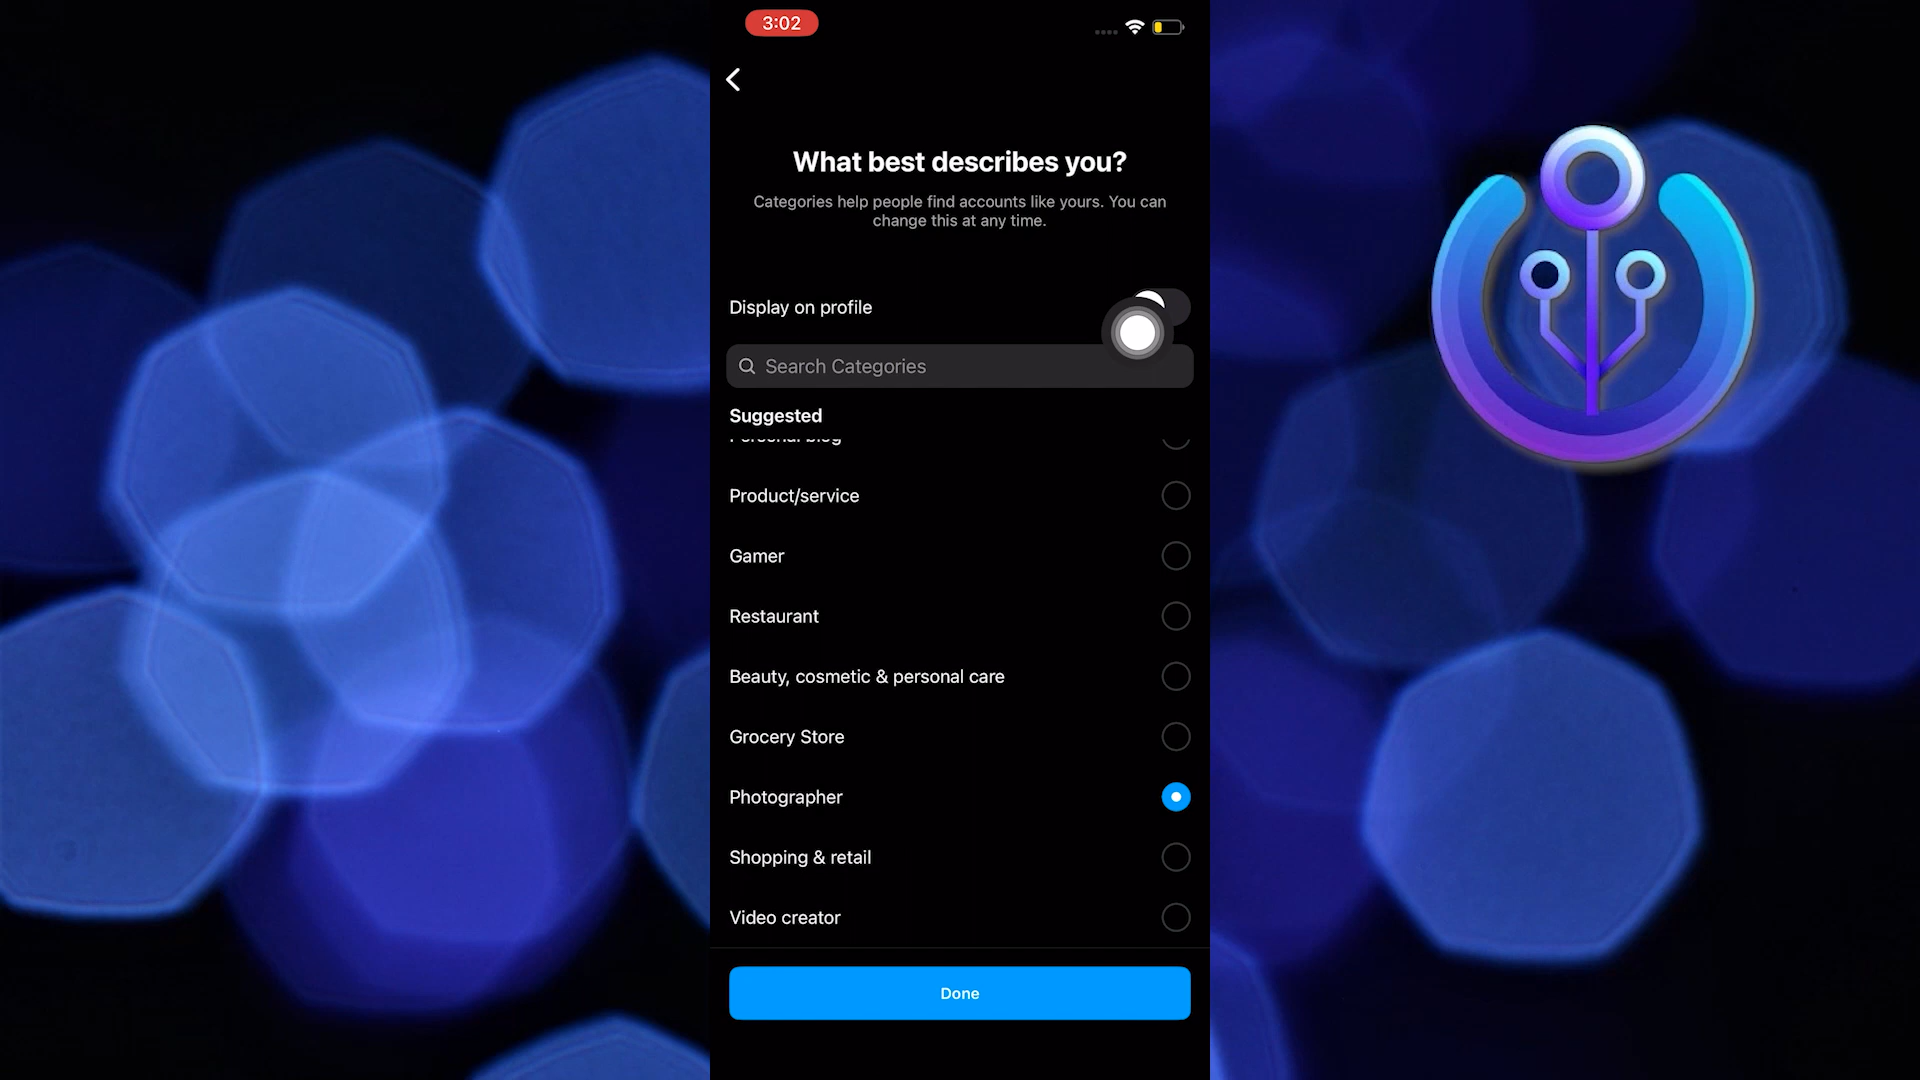 3:02
What best describes you?
Categories help people find accounts like yours. You can
change this at any time.
Display on profile
Search Categories
Suggested
Personal blog
Product/service
Gamer
Restaurant
Beauty, cosmetic & personal care
Grocery Store
Photographer
Shopping & retail
Video creator
Done